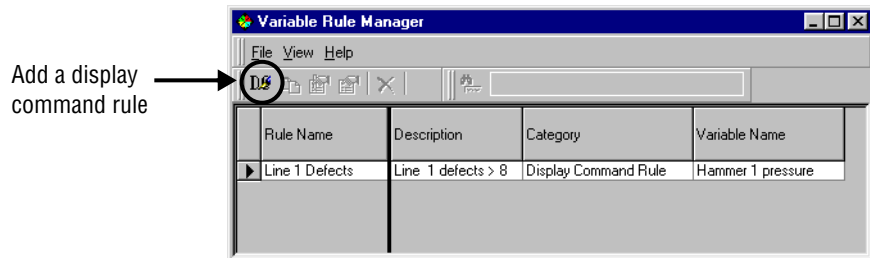 Variable Rule Manager
File View Help
Add a display
command rule
Rule Name Description Category Variable Name
Line 1 Defects Line 1 defects > 8 Display Command Rule Hammer 1 pressure